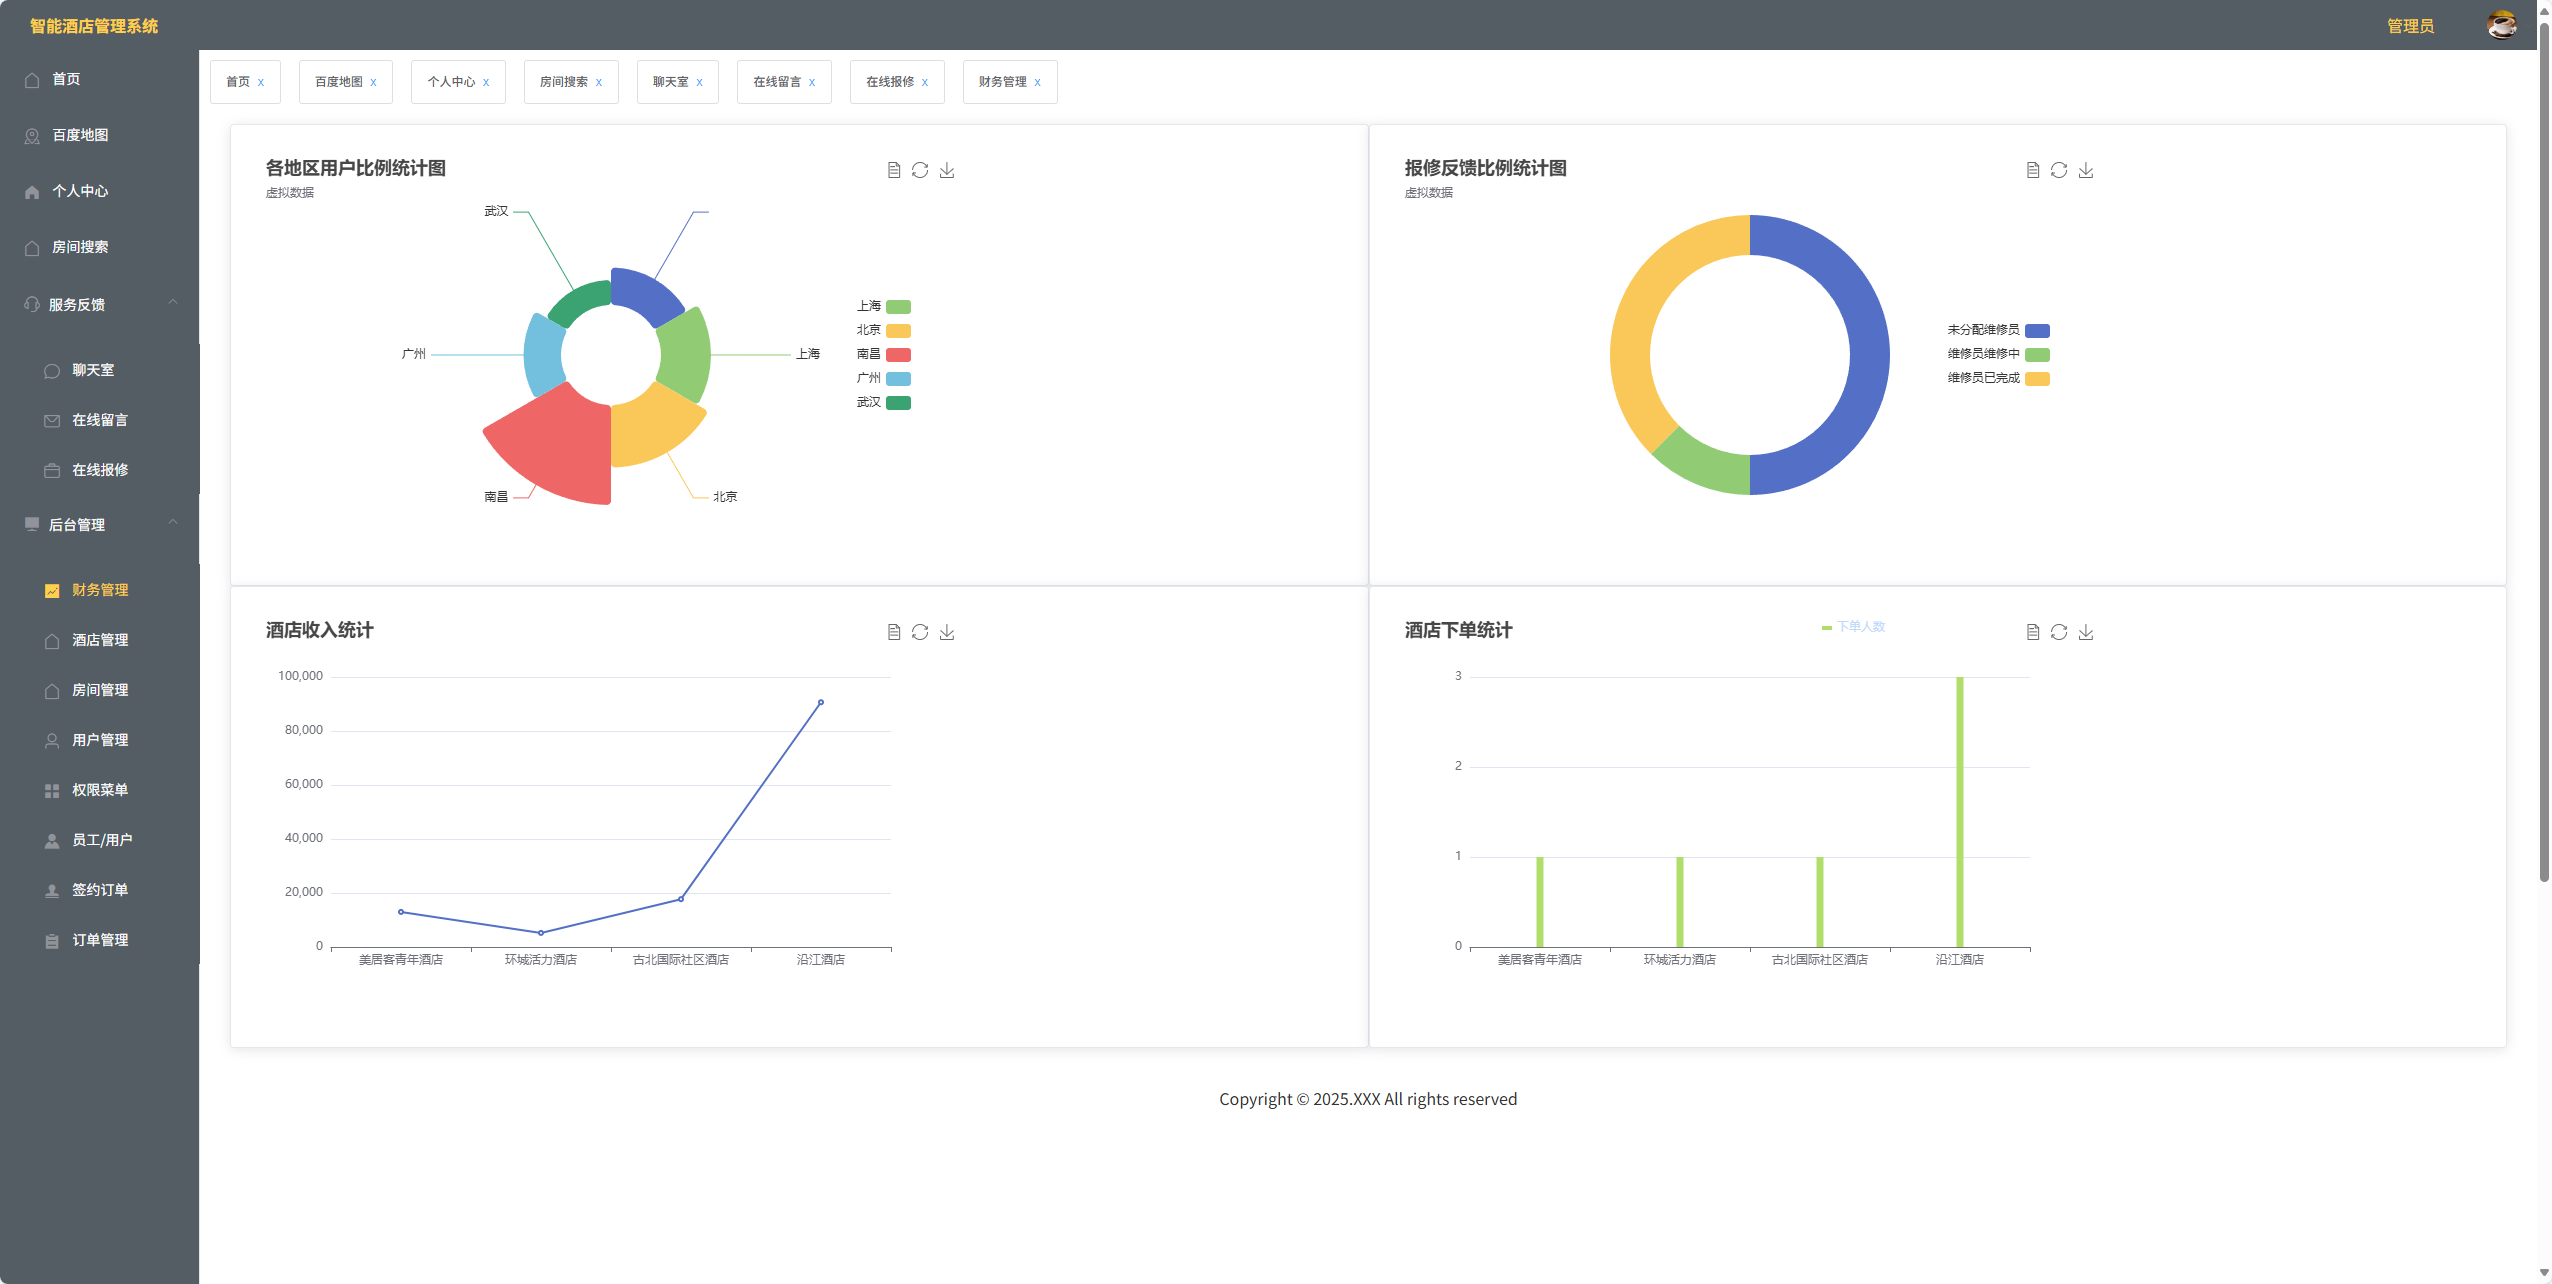 智能酒店管理系统
管理员
首页
百度地图
个人中心
房间搜索
服务反馈
聊天室
在线留言
在线报修
后台管理
财务管理
酒店管理
房间管理
用户管理
权限菜单
员工/用户
签约订单
订单管理
首页 x
百度地图 x
个人中心 x
房间搜索 x
聊天室 x
在线留言 x
在线报修 x
财务管理 x
各地区用户比例统计图
虚拟数据
武汉
广州
上海
南昌
北京
上海
北京
南昌
广州
武汉
报修反馈比例统计图
虚拟数据
未分配维修员
维修员维修中
维修员已完成
酒店收入统计
100,000
80,000
60,000
40,000
20,000
0
美居客青年酒店
环城活力酒店
古北国际社区酒店
沿江酒店
酒店下单统计
下单人数
3
2
1
0
美居客青年酒店
环城活力酒店
古北国际社区酒店
沿江酒店
Copyright © 2025.XXX All rights reserved